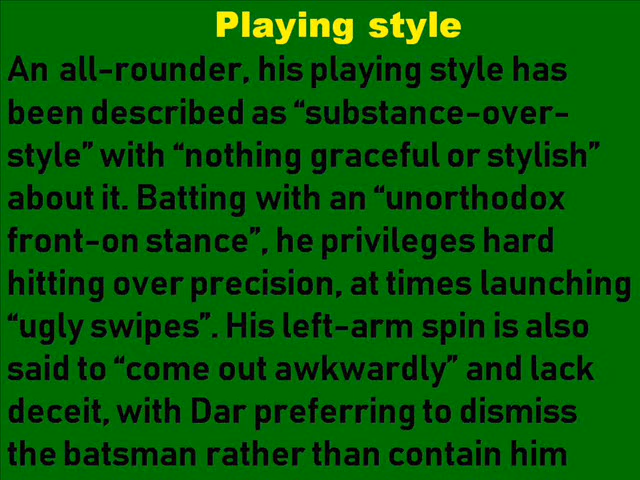 Playing style
An all-rounder, his playing style has
been described as “substance-over-
style” with “nothing graceful or stylish”
about it. Batting with an “unorthodox
front-on stance”, he privileges hard
hitting over precision, at times launching
“ugly swipes”. His left-arm spin is also
said to “come out awkwardly” and lack
deceit, with Dar preferring to dismiss
the batsman rather than contain him